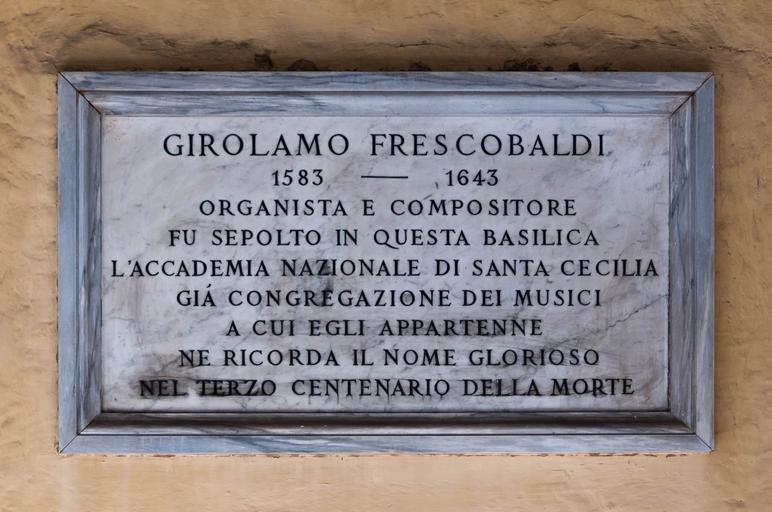 GIROLAMO FRESCOBALDI
1583 — 1643
ORGANISTA E COMPOSITORE
FU SEPOLTO IN QUESTA BASILICA
L'ACCADEMIA NAZIONALE DI SANTA CECILIA
GIÁ CONGREGAZIONE DEI MUSICI
A CUI EGLI APPARTENNE
NE RICORDA IL NOME GLORIOSO
NEL TERZO CENTENARIO DELLA MORTE